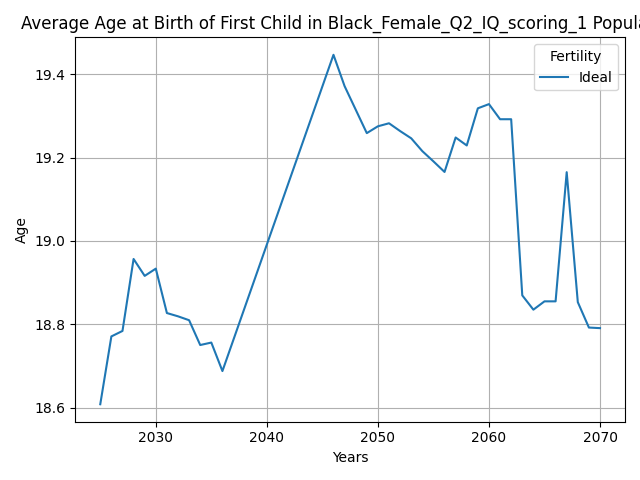 Average Age at Birth of First Child in Black_Female_Q2_IQ_scoring_1 Popula
Fertility
Ideal
19.4
19.2
19.0
18.8
18.6
Age
2030 2040 2050 2060 2070
Years